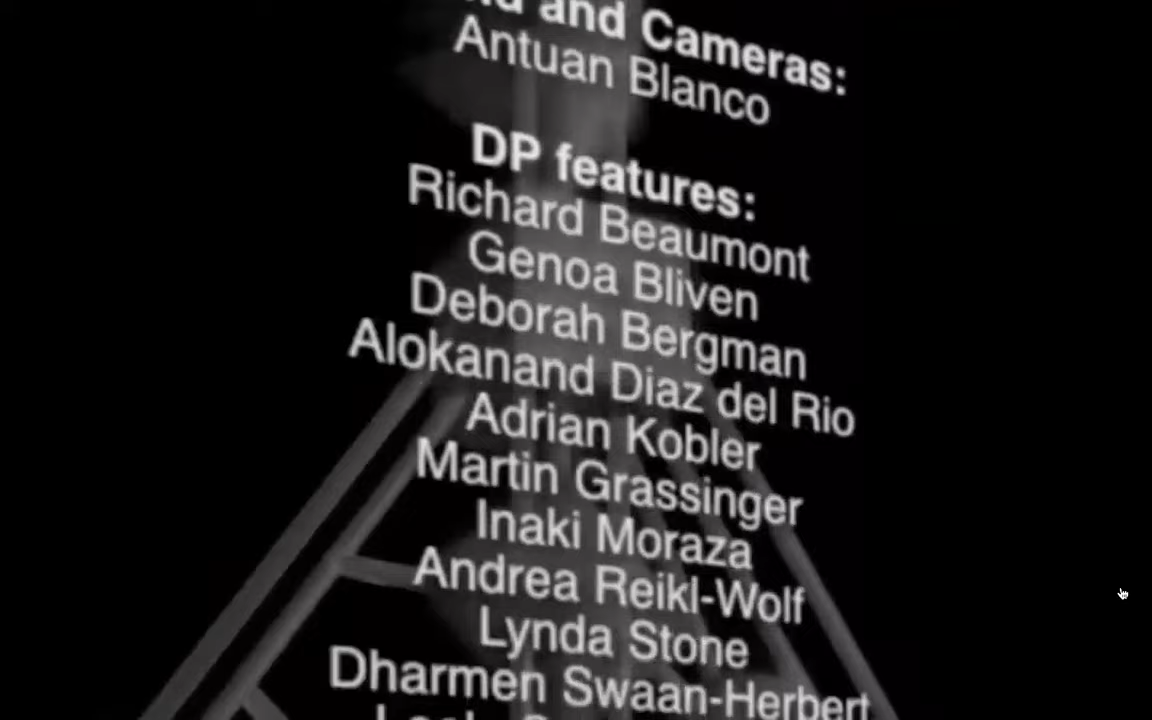 and Cameras:
Antuan Blanco
DP features:
Richard Beaumont
Genoa Bliven
Deborah Bergman
Alokanand Diaz del Rio
Adrian Kobler
Martin Grassinger
Inaki Moraza
Andrea Reikl-Wolf
Lynda Stone
Dharmen Swaan-Herbert